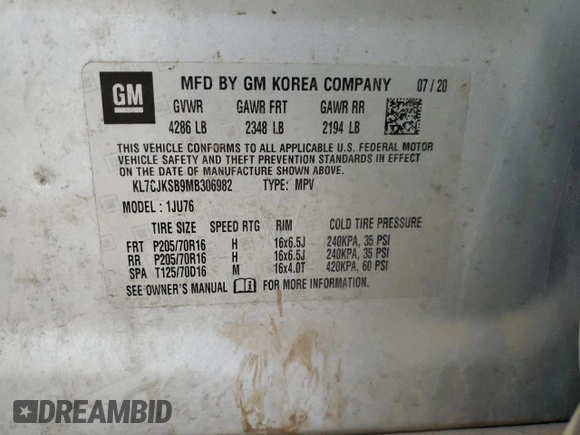 GM
MFD BY GM KOREA COMPANY 07 / 20
GVWR GAWR FRT GAWR RR
4286 LB 2348 LB 2194 LB
THIS VEHICLE CONFORMS TO ALL APPLICABLE U.S. FEDERAL MOTOR
VEHICLE SAFETY AND THEFT PREVENTION STANDARDS IN EFFECT
ON THE DATE OF MANUFACTURE SHOWN ABOVE.
KL7CJKSB9MB306982 TYPE: MPV
MODEL : 1JU76
TIRE SIZE SPEED RTG RIM COLD TIRE PRESSURE
FRT P205/70R16 H 16x6.5J 240KPA, 35 PSI
RR P205/70R16 H 16x6.5J 240KPA, 35 PSI
SPA T125/70D16 M 16x4.0T 420KPA, 60 PSI
SEE OWNER'S MANUAL FOR MORE INFORMATION.
DREAMBID